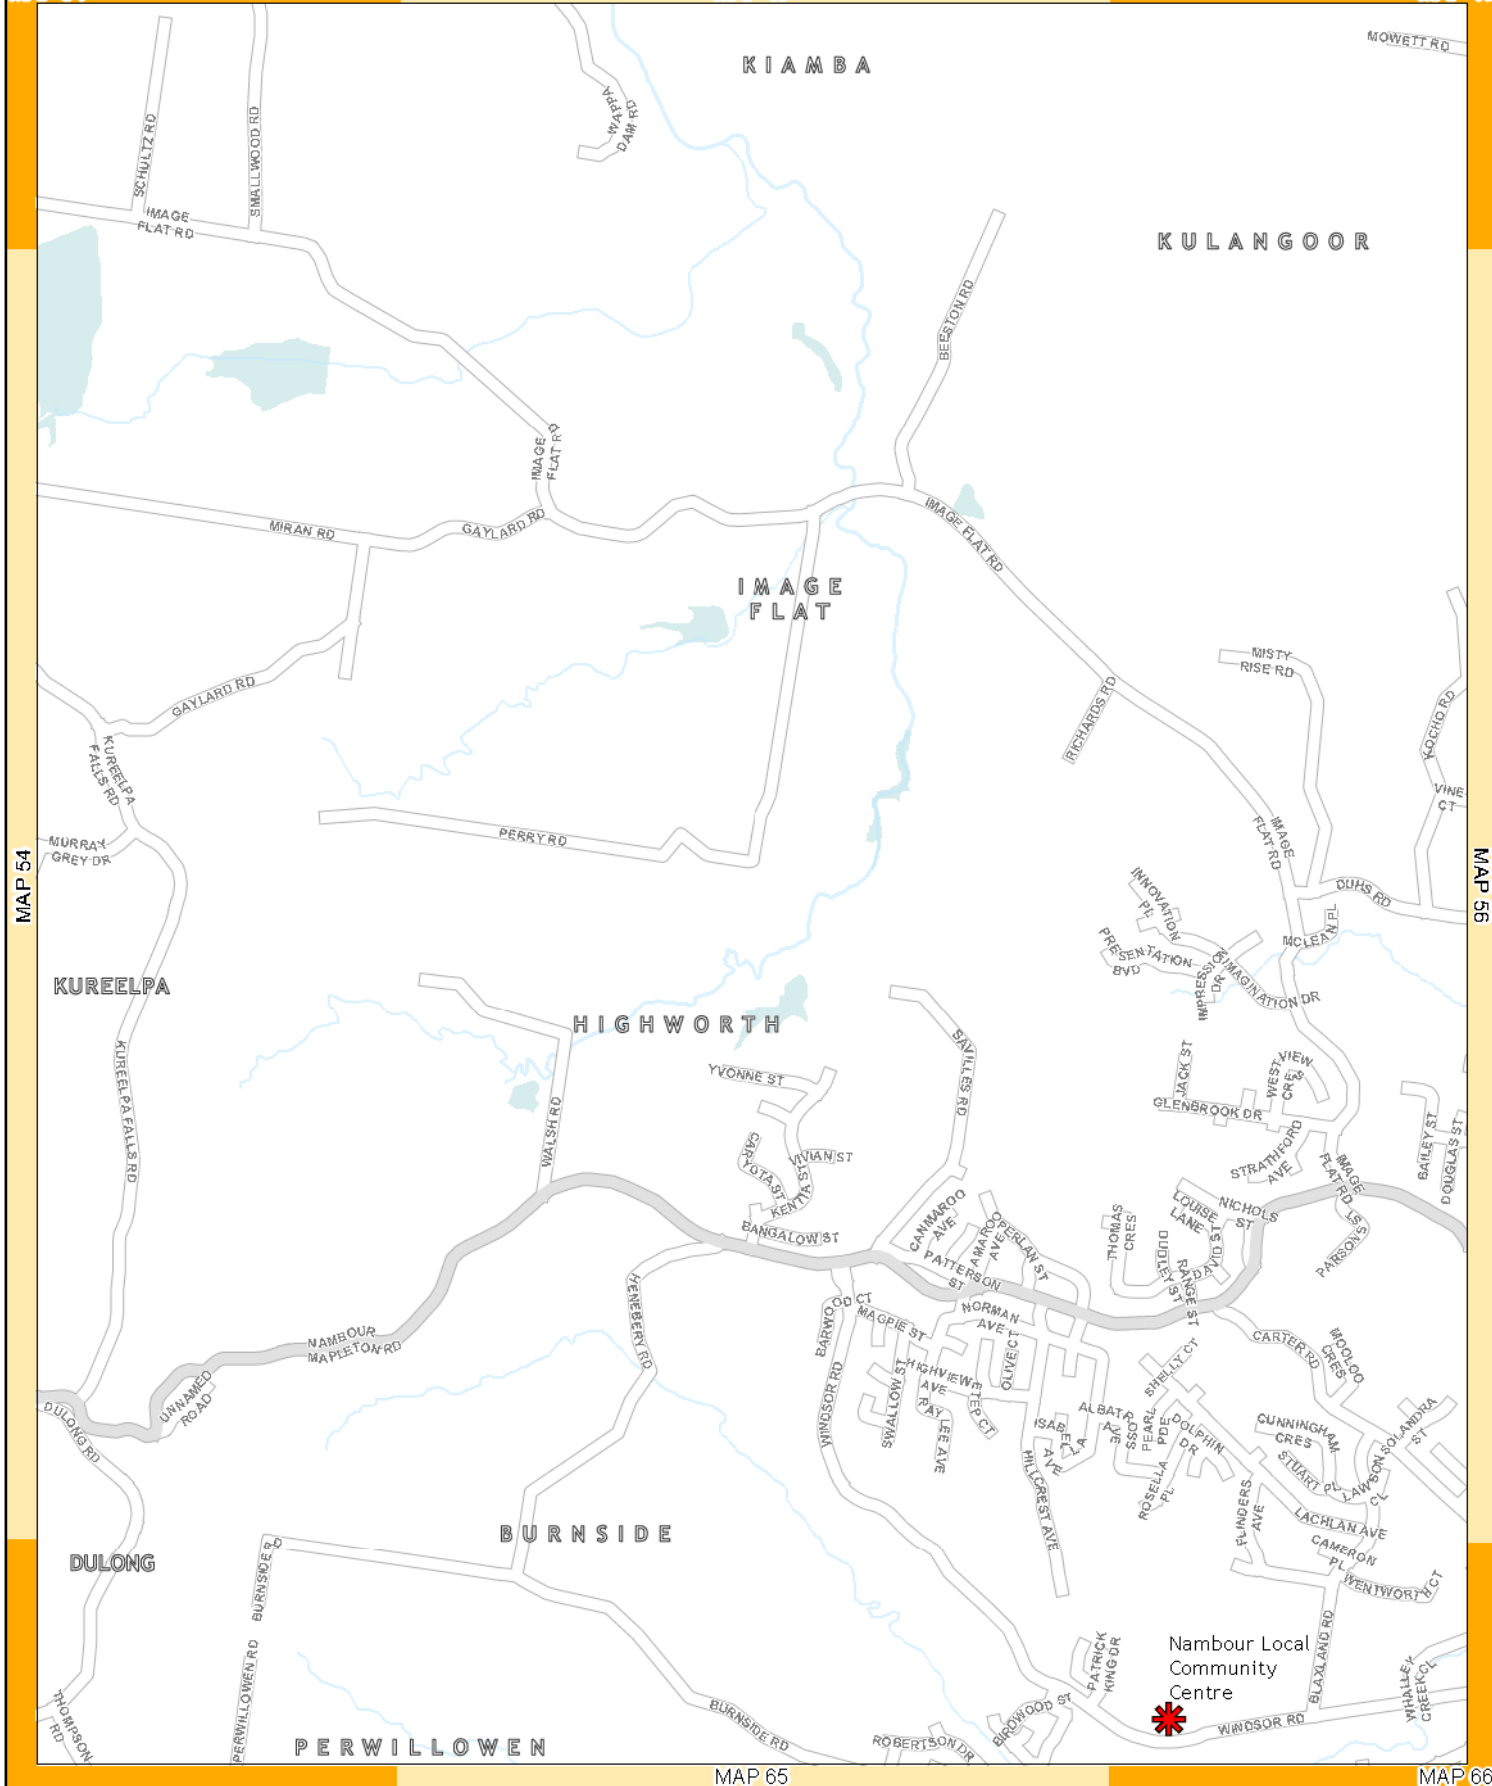 KIAMBA
MOWETT RD
SCHULTZ RD
SMALLWOOD RD
WAPPA
DAM RD
IMAGE
FLAT RD
KULANGOOR
BEESTON RD
IMAGE
FLAT RD
MIRAN RD
GAYLARD RD
IMAGE FLAT RD
IMAGE
FLAT
MISTY
RISE RD
RICHARDS RD
GAYLARD RD
KOCHO RD
KUREELPA
FALLS RD
VINE
CT
PERRY RD
IMAGE
FLAT RD
MURRAY
GREY DR
MAP 54
MAP 56
INNOVATION
PL
DUHS RD
MCLEAN PL
PRESENTATION
BVD
IMPRESSION
DR
IMAGINATION DR
KUREELPA
HIGHWORTH
SAVILLES RD
KUREELPA FALLS RD
YVONNE ST
JACK ST
WEST VIEW
CRES
GLENBROOK DR
WALSH RD
CARYOTA ST
VIVIAN ST
KENTIA ST
STRATHFORD
AVE
BAILEY ST
DOUGLAS ST
IMAGE
FLAT RD
BANGALOW ST
CANMAROO
AVE
AMAROO
AVE
OPERLAN ST
THOMAS
CRES
LOUISE
LANE
NICHOLS
ST
DAVID ST
DUDLEY ST
RANGE ST
PARSONS ST
PATTERSON
ST
HENEBERY RD
BARWOOD CT
MAGPIE ST
NORMAN
AVE
OLIVE CT
CARTER RD
MOOLOO
CRES
NAMBOUR
MAPLETON RD
UNNAMED
ROAD
DULONG RD
WINDSOR RD
SWALLOW ST
HIGHVIEW
AVE
RAY LEE AVE
ETEP CT
SHELLY CT
ISABELLA
AVE
ALBATROSS
AVE
PEARL
PDE
DOLPHIN
DR
ROSELLA
PL
CUNNINGHAM
CRES
STUART PL
LAWSON
CL
SOLANDRA
ST
HILLCREST AVE
FLINDERS
AVE
LACHLAN AVE
CAMERON
PL
WENTWORTH CT
BURNSIDE
DULONG
BURNSIDE RD
PERWILLOWEN RD
THOMPSON
RD
PERWILLOWEN
BURNSIDE RD
ROBERTSON DR
BIRDWOOD ST
PATRICK
KING DR
Nambour Local
Community
Centre
BLAXLAND RD
WINDSOR RD
WHALLEY
CREEK CL
MAP 65
MAP 66